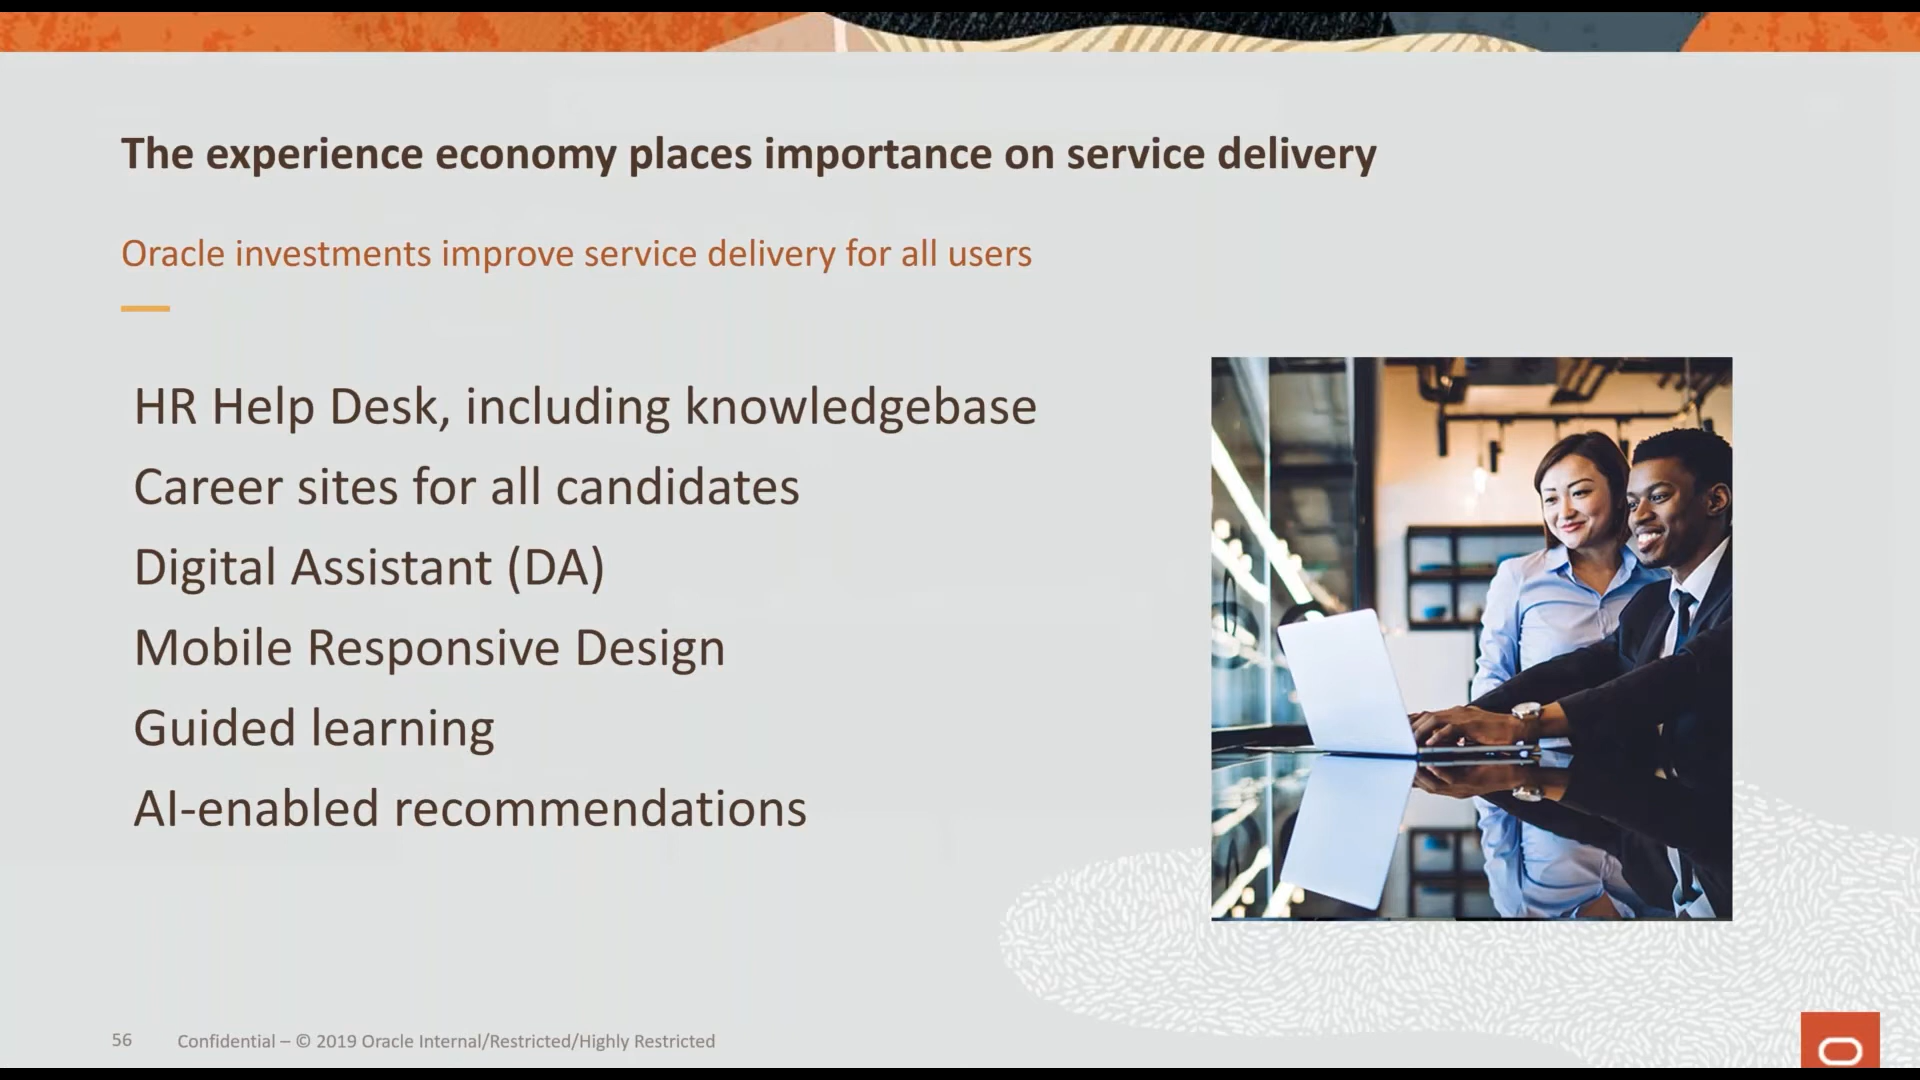 The experience economy places importance on service delivery
Oracle investments improve service delivery for all users
HR Help Desk, including knowledgebase
Career sites for all candidates
Digital Assistant (DA)
Mobile Responsive Design
Guided learning
AI-enabled recommendations
56 Confidential – © 2019 Oracle Internal/Restricted/Highly Restricted